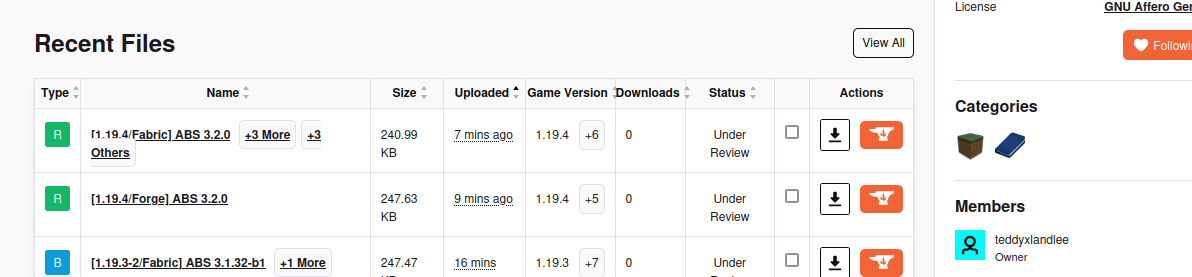 License GNU Affero Gen
Recent Files
View All
Followin
Type Name Size Uploaded Game Version Downloads Status Actions
R [1.19.4/Fabric] ABS 3.2.0 +3 More +3
Others
240.99
KB
7 mins ago 1.19.4 +6 0 Under
Review
R [1.19.4/Forge] ABS 3.2.0 247.63
KB
9 mins ago 1.19.4 +5 0 Under
Review
B [1.19.3-2/Fabric] ABS 3.1.32-b1 +1 More 247.47
KB
16 mins 1.19.3 +7 0 Under
Categories
Members
teddyxlandlee
Owner